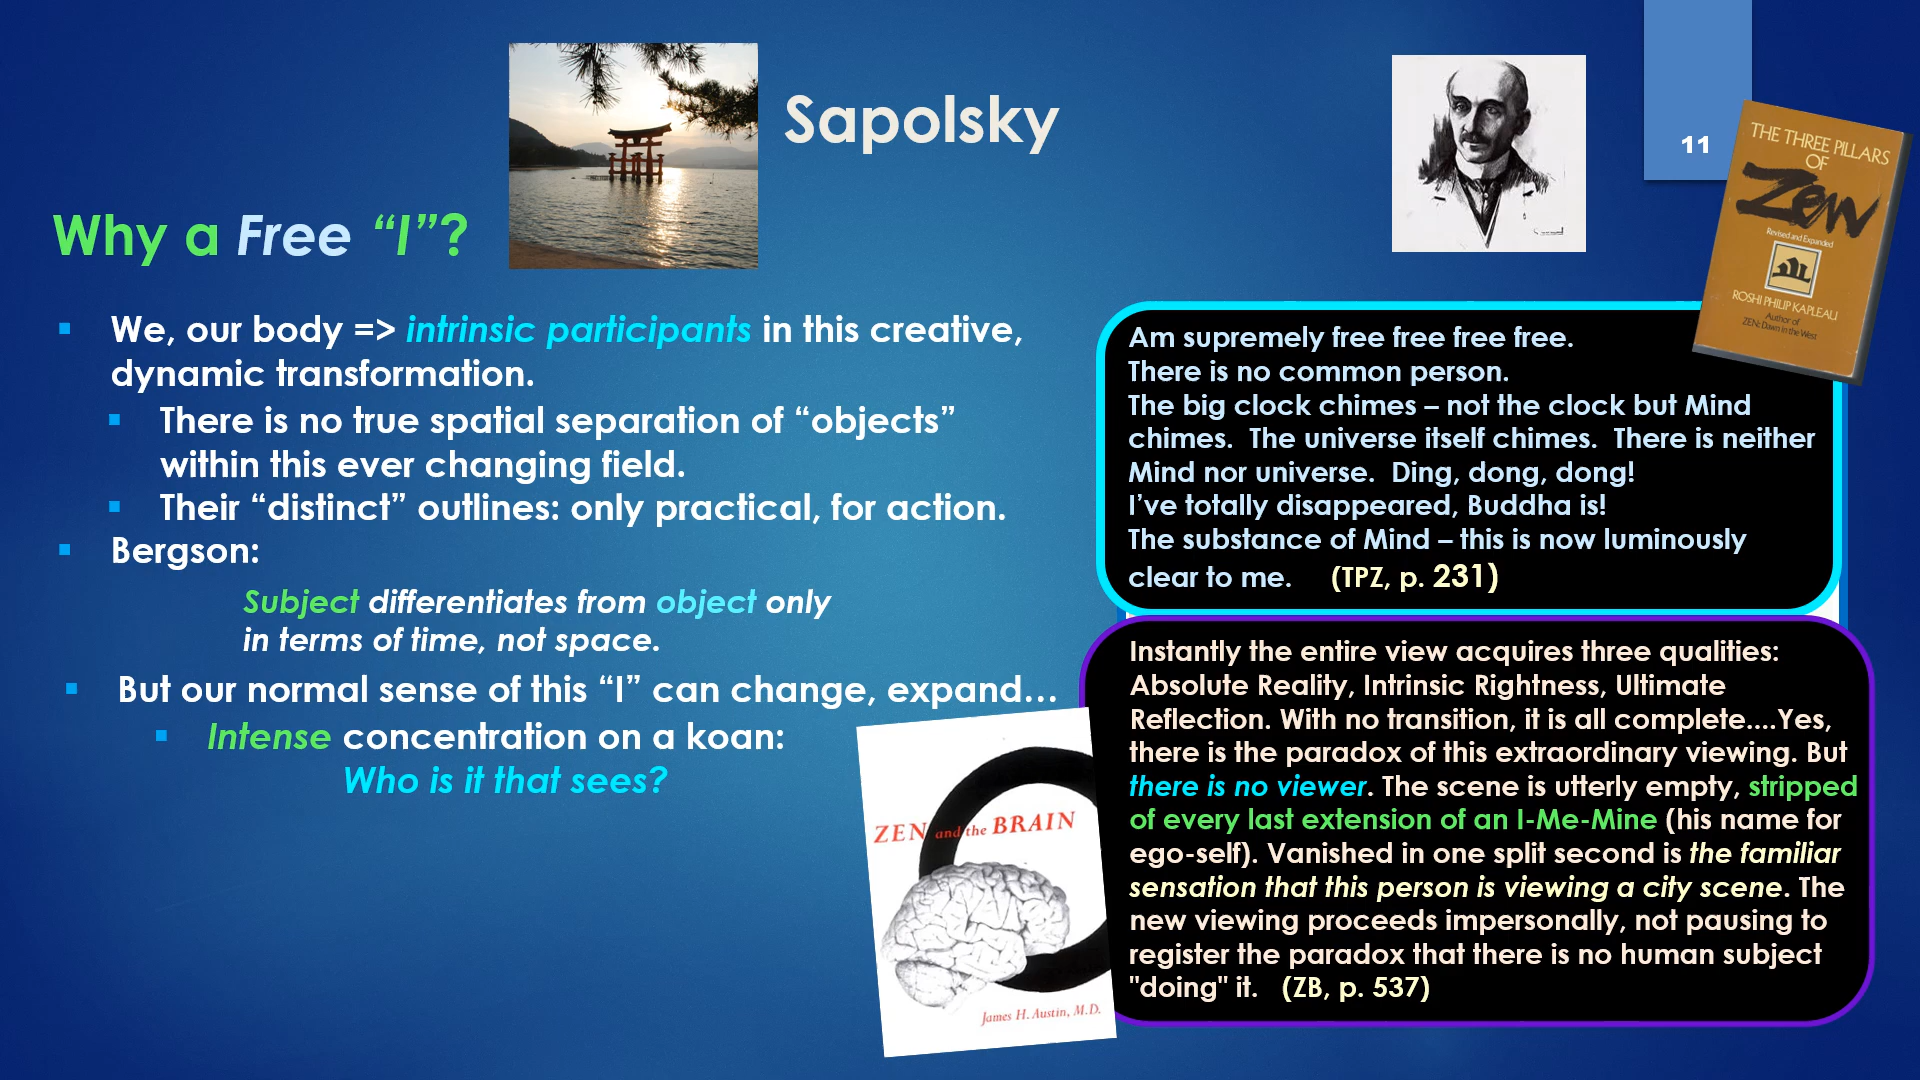 Sapolsky
11
THE THREE PILLARS
OF
Zen
Revised and Expanded
ROSHI PHILIP KAPLEAU
Author of
ZEN: Dawn in the West
Why a Free “I”?
We, our body => intrinsic participants in this creative,
dynamic transformation.
There is no true spatial separation of “objects”
within this ever changing field.
Their “distinct” outlines: only practical, for action.
Bergson:
Subject differentiates from object only
in terms of time, not space.
But our normal sense of this “I” can change, expand…
Intense concentration on a koan:
Who is it that sees?
ZEN and the BRAIN
James H. Austin, M.D.
Am supremely free free free free.
There is no common person.
The big clock chimes – not the clock but Mind
chimes.  The universe itself chimes.  There is neither
Mind nor universe.  Ding, dong, dong!
I’ve totally disappeared, Buddha is!
The substance of Mind – this is now luminously
clear to me.     (TPZ, p. 231)
Instantly the entire view acquires three qualities:
Absolute Reality, Intrinsic Rightness, Ultimate
Reflection. With no transition, it is all complete....Yes,
there is the paradox of this extraordinary viewing. But
there is no viewer. The scene is utterly empty, stripped
of every last extension of an I-Me-Mine (his name for
ego-self). Vanished in one split second is the familiar
sensation that this person is viewing a city scene. The
new viewing proceeds impersonally, not pausing to
register the paradox that there is no human subject
"doing" it.   (ZB, p. 537)